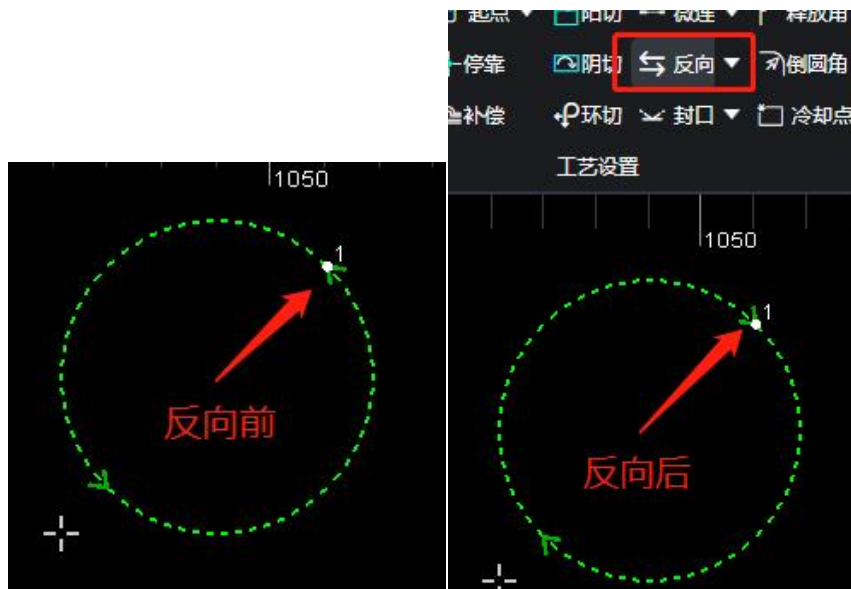 1050
1
反向前
起点 阳切 微连 释放角
停靠 阴切 反向 倒圆角
补偿 环切 封口 冷却点
工艺设置
1050
1
反向后